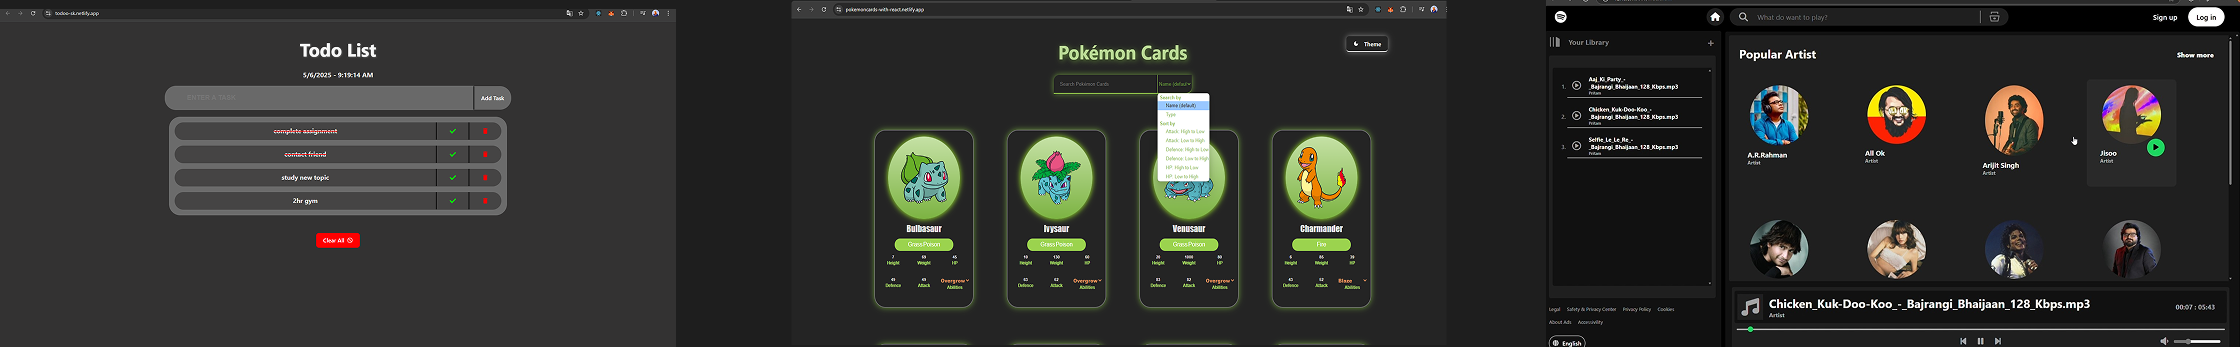 todoo-sk.netlify.app
Todo List
5/6/2025 - 9:19:14 AM
ENTER A TASK
Add Task
complete assignment
contact friend
study new topic
2hr gym
Clear All
pokemoncards-with-react.netlify.app
Theme
Pokémon Cards
Search Pokémon Cards
Name (default)
Search by
Name (default)
Type
Sort by
Attack: High to Low
Attack: Low to High
Defence: High to Low
Defence: Low to High
HP: High to Low
HP: Low to High
Bulbasaur
Grass Poison
7 69 45
Height Weight HP
49 49 Overgrow
Defence Attack Abilities
Ivysaur
Grass Poison
10 130 60
Height Weight HP
63 62 Overgrow
Defence Attack Abilities
Venusaur
Grass Poison
20 1000 80
Height Weight HP
83 82 Overgrow
Defence Attack Abilities
Charmander
Fire
6 85 39
Height Weight HP
43 52 Blaze
Defence Attack Abilities
What do want to play?
Sign up
Log in
Your Library
1. Aaj_Ki_Party_-
_Bajrangi_Bhaijaan_128_Kbps.mp3
Pritam
2. Chicken_Kuk-Doo-Koo_-
_Bajrangi_Bhaijaan_128_Kbps.mp3
Pritam
3. Selfie_Le_Le_Re_-
_Bajrangi_Bhaijaan_128_Kbps.mp3
Pritam
Legal Safety & Privacy Center Privacy Policy Cookies
About Ads Accessibility
English
Popular Artist
Show more
A.R.Rahman
Artist
All Ok
Artist
Arijit Singh
Artist
Jisoo
Artist
Chicken_Kuk-Doo-Koo_-_Bajrangi_Bhaijaan_128_Kbps.mp3
Artist
00:07 : 05:43